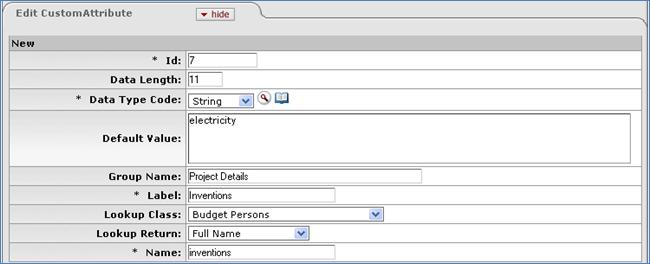 Edit CustomAttribute
hide
New
* Id: 7
Data Length: 11
* Data Type Code: String
Default Value: electricity
Group Name: Project Details
* Label: Inventions
Lookup Class: Budget Persons
Lookup Return: Full Name
* Name: inventions